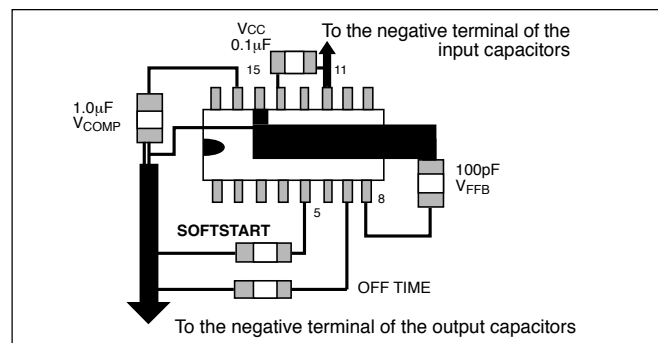 To the negative terminal of the
input capacitors
VCC
0.1μF
15
11
1.0μF
VCOMP
100pF
VFFB
5
8
SOFTSTART
OFF TIME
To the negative terminal of the output capacitors